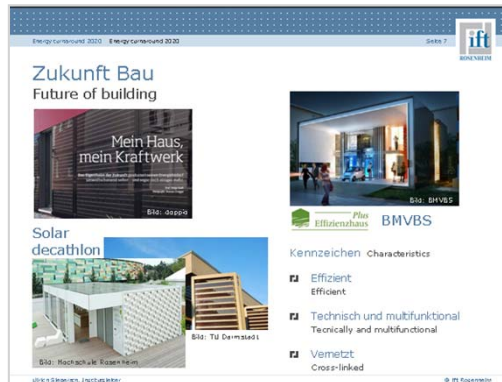 Energy turnaround 2020 Energy turnaround 2020
Seite 7
ift
ROSENHEIM
Zukunft Bau
Future of building
Mein Haus,
mein Kraftwerk
Bild: doppio
Bild: BMVBS
Plus
Effizienzhaus
BMVBS
Solar
decathlon
Bild: TU Darmstadt
Bild: Hochschule Rosenheim
Kennzeichen Characteristics
Effizient
Efficient
Technisch und multifunktional
Tecnically and multifunctional
Vernetzt
Cross-linked
© ift Rosenheim